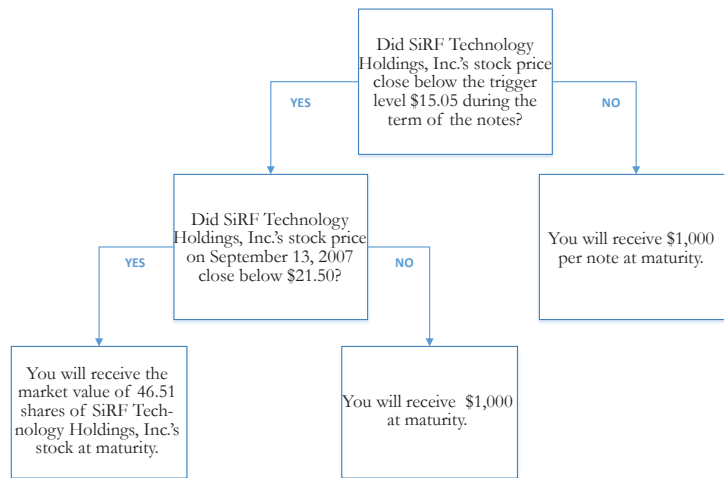 Did SiRF Technology
Holdings, Inc.'s stock price
close below the trigger
level $15.05 during the
term of the notes?
YES
NO
Did SiRF Technology
Holdings, Inc.'s stock price
on September 13, 2007
close below $21.50?
You will receive $1,000
per note at maturity.
YES
NO
You will receive the
market value of 46.51
shares of SiRF Tech-
nology Holdings, Inc.'s
stock at maturity.
You will receive $1,000
at maturity.